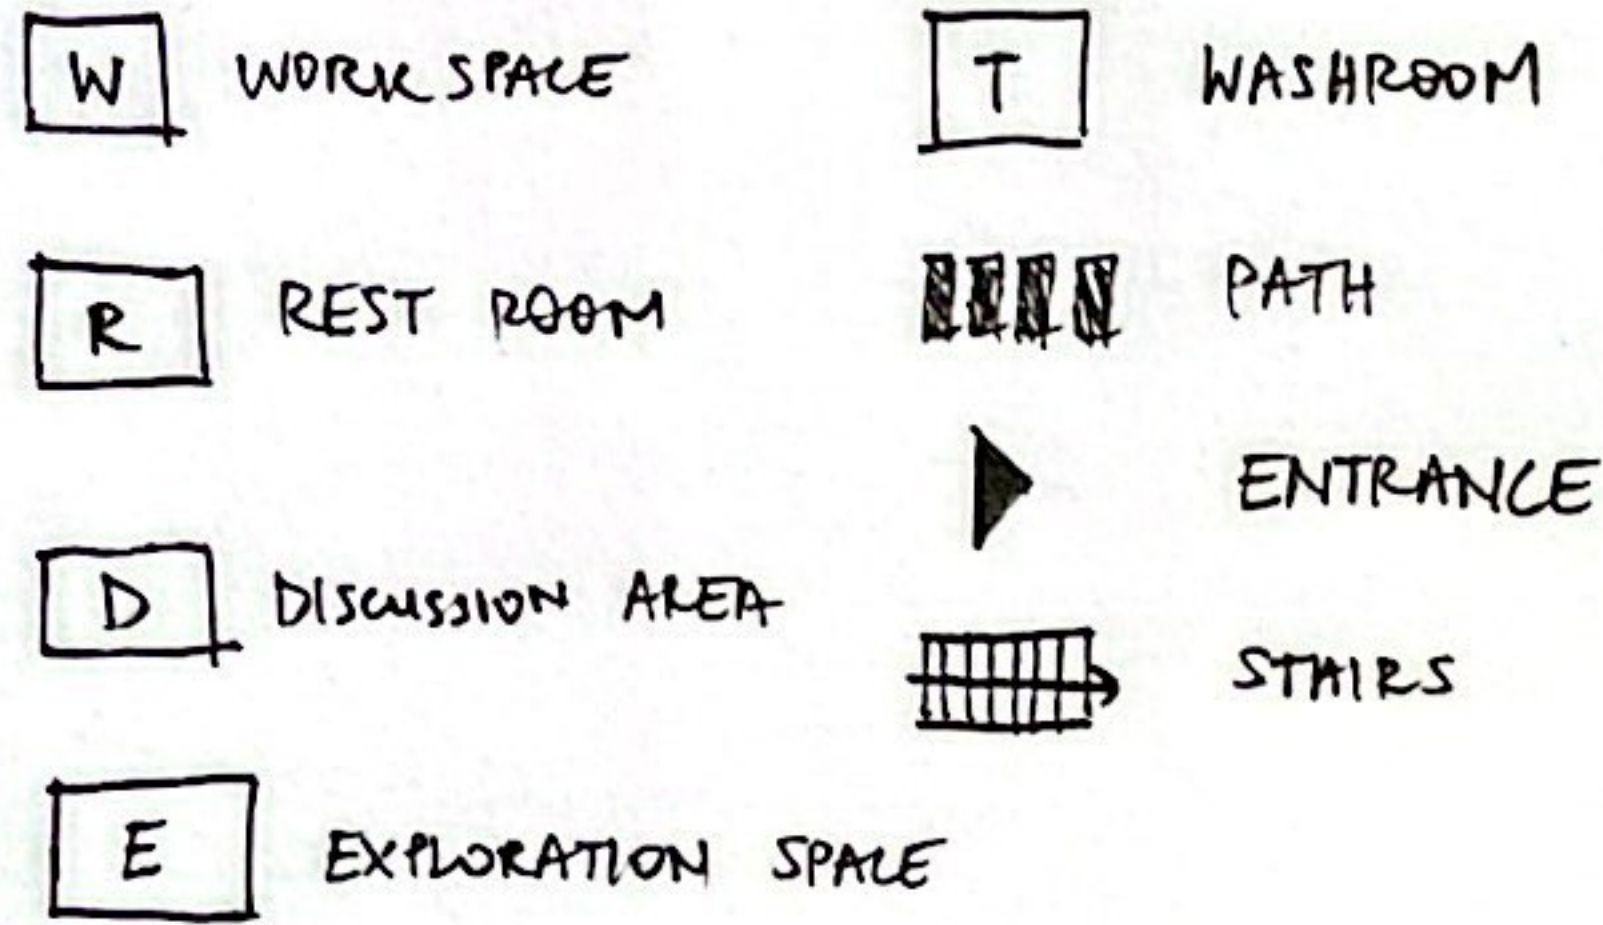 W WORK SPACE
R REST ROOM
D DISCUSSION AREA
E EXPLORATION SPACE
T WASHROOM
PATH
ENTRANCE
STAIRS